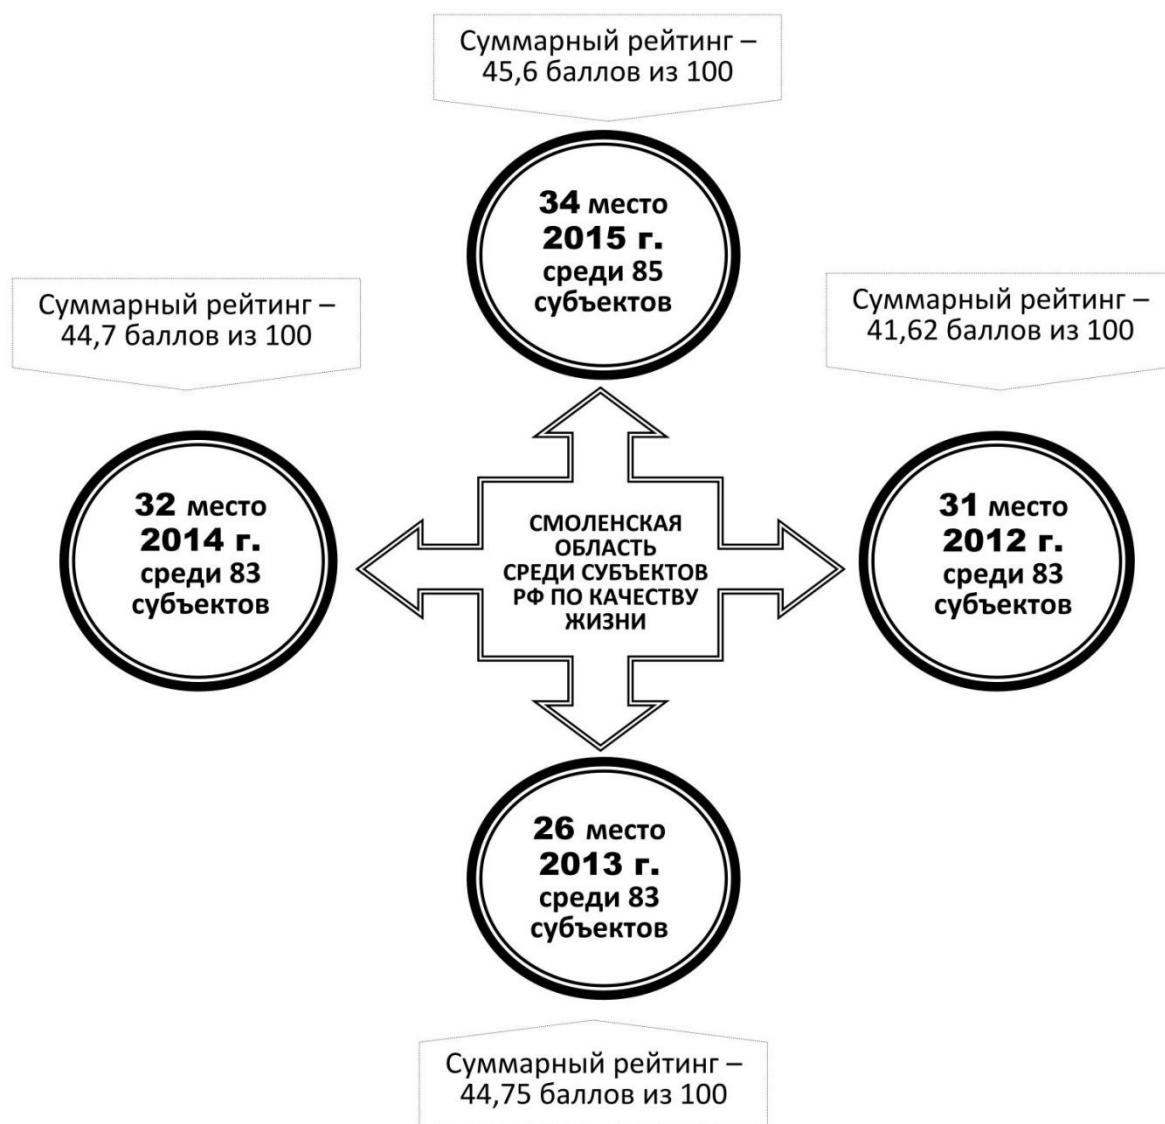 Суммарный рейтинг –
45,6 баллов из 100
34 место
2015 г.
среди 85
субъектов
Суммарный рейтинг –
44,7 баллов из 100
Суммарный рейтинг –
41,62 баллов из 100
32 место
2014 г.
среди 83
субъектов
СМОЛЕНСКАЯ
ОБЛАСТЬ
СРЕДИ СУБЪЕКТОВ
РФ ПО КАЧЕСТВУ
ЖИЗНИ
31 место
2012 г.
среди 83
субъектов
26 место
2013 г.
среди 83
субъектов
Суммарный рейтинг –
44,75 баллов из 100